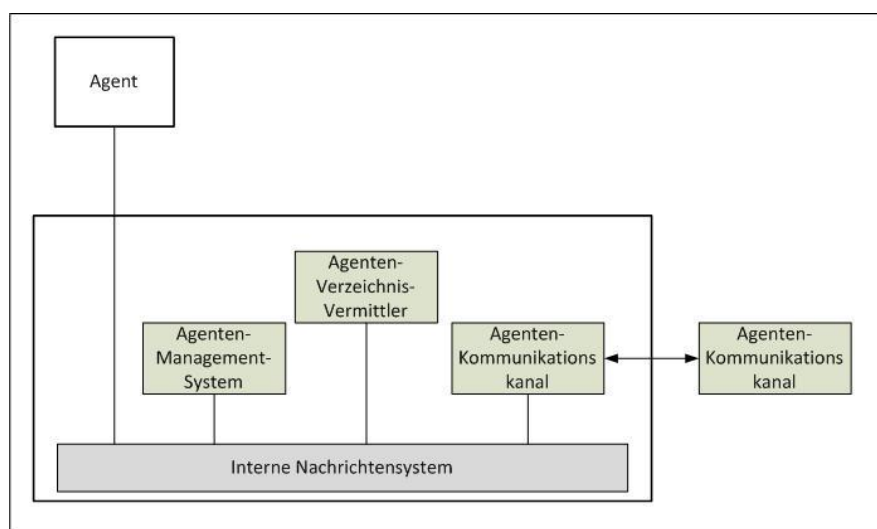 Agent
Agenten-
Verzeichnis-
Vermittler
Agenten-
Management-
System
Agenten-
Kommunikations
kanal
Agenten-
Kommunikations
kanal
Interne Nachrichtensystem